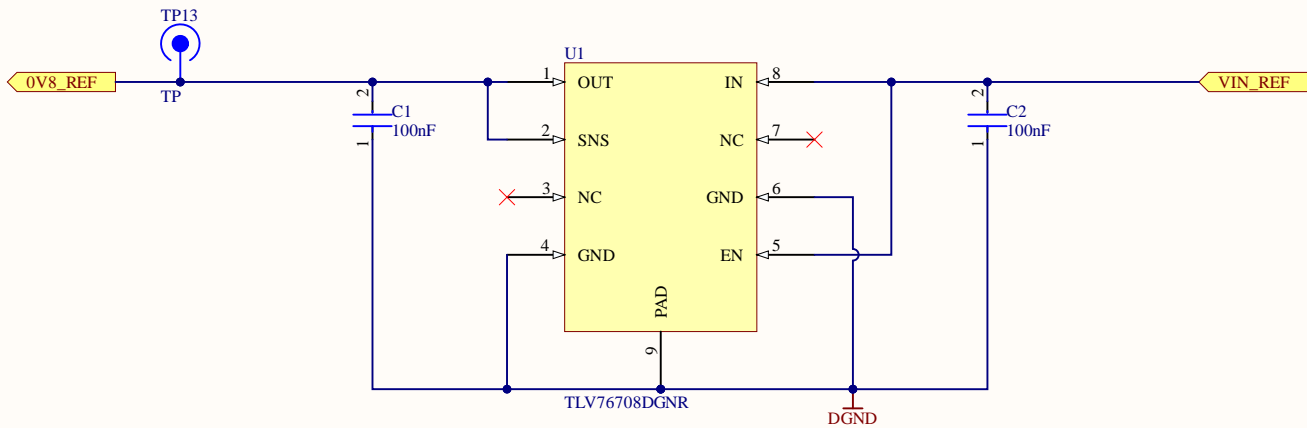 TP13
U1
0V8_REF
TP
1
OUT
IN
8
VIN_REF
2
C1
100nF
1
2
SNS
NC
7
2
C2
100nF
1
3
NC
GND
6
4
GND
EN
5
PAD
9
TLV76708DGNR
DGND